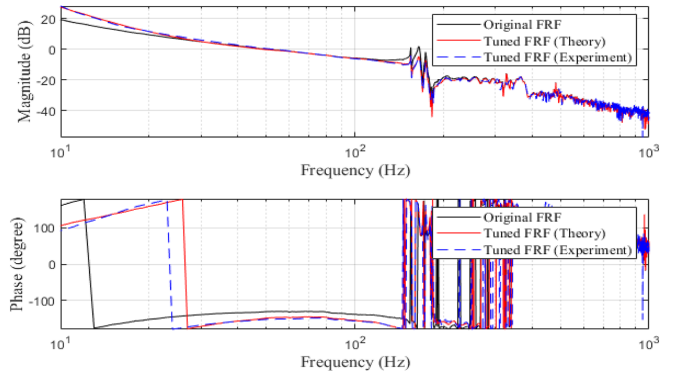 Magnitude (dB)
20
0
-20
-40
Original FRF
Tuned FRF (Theory)
Tuned FRF (Experiment)
10^1
10^2
10^3
Frequency (Hz)
Phase (degree)
100
0
-100
Original FRF
Tuned FRF (Theory)
Tuned FRF (Experiment)
10^1
10^2
10^3
Frequency (Hz)